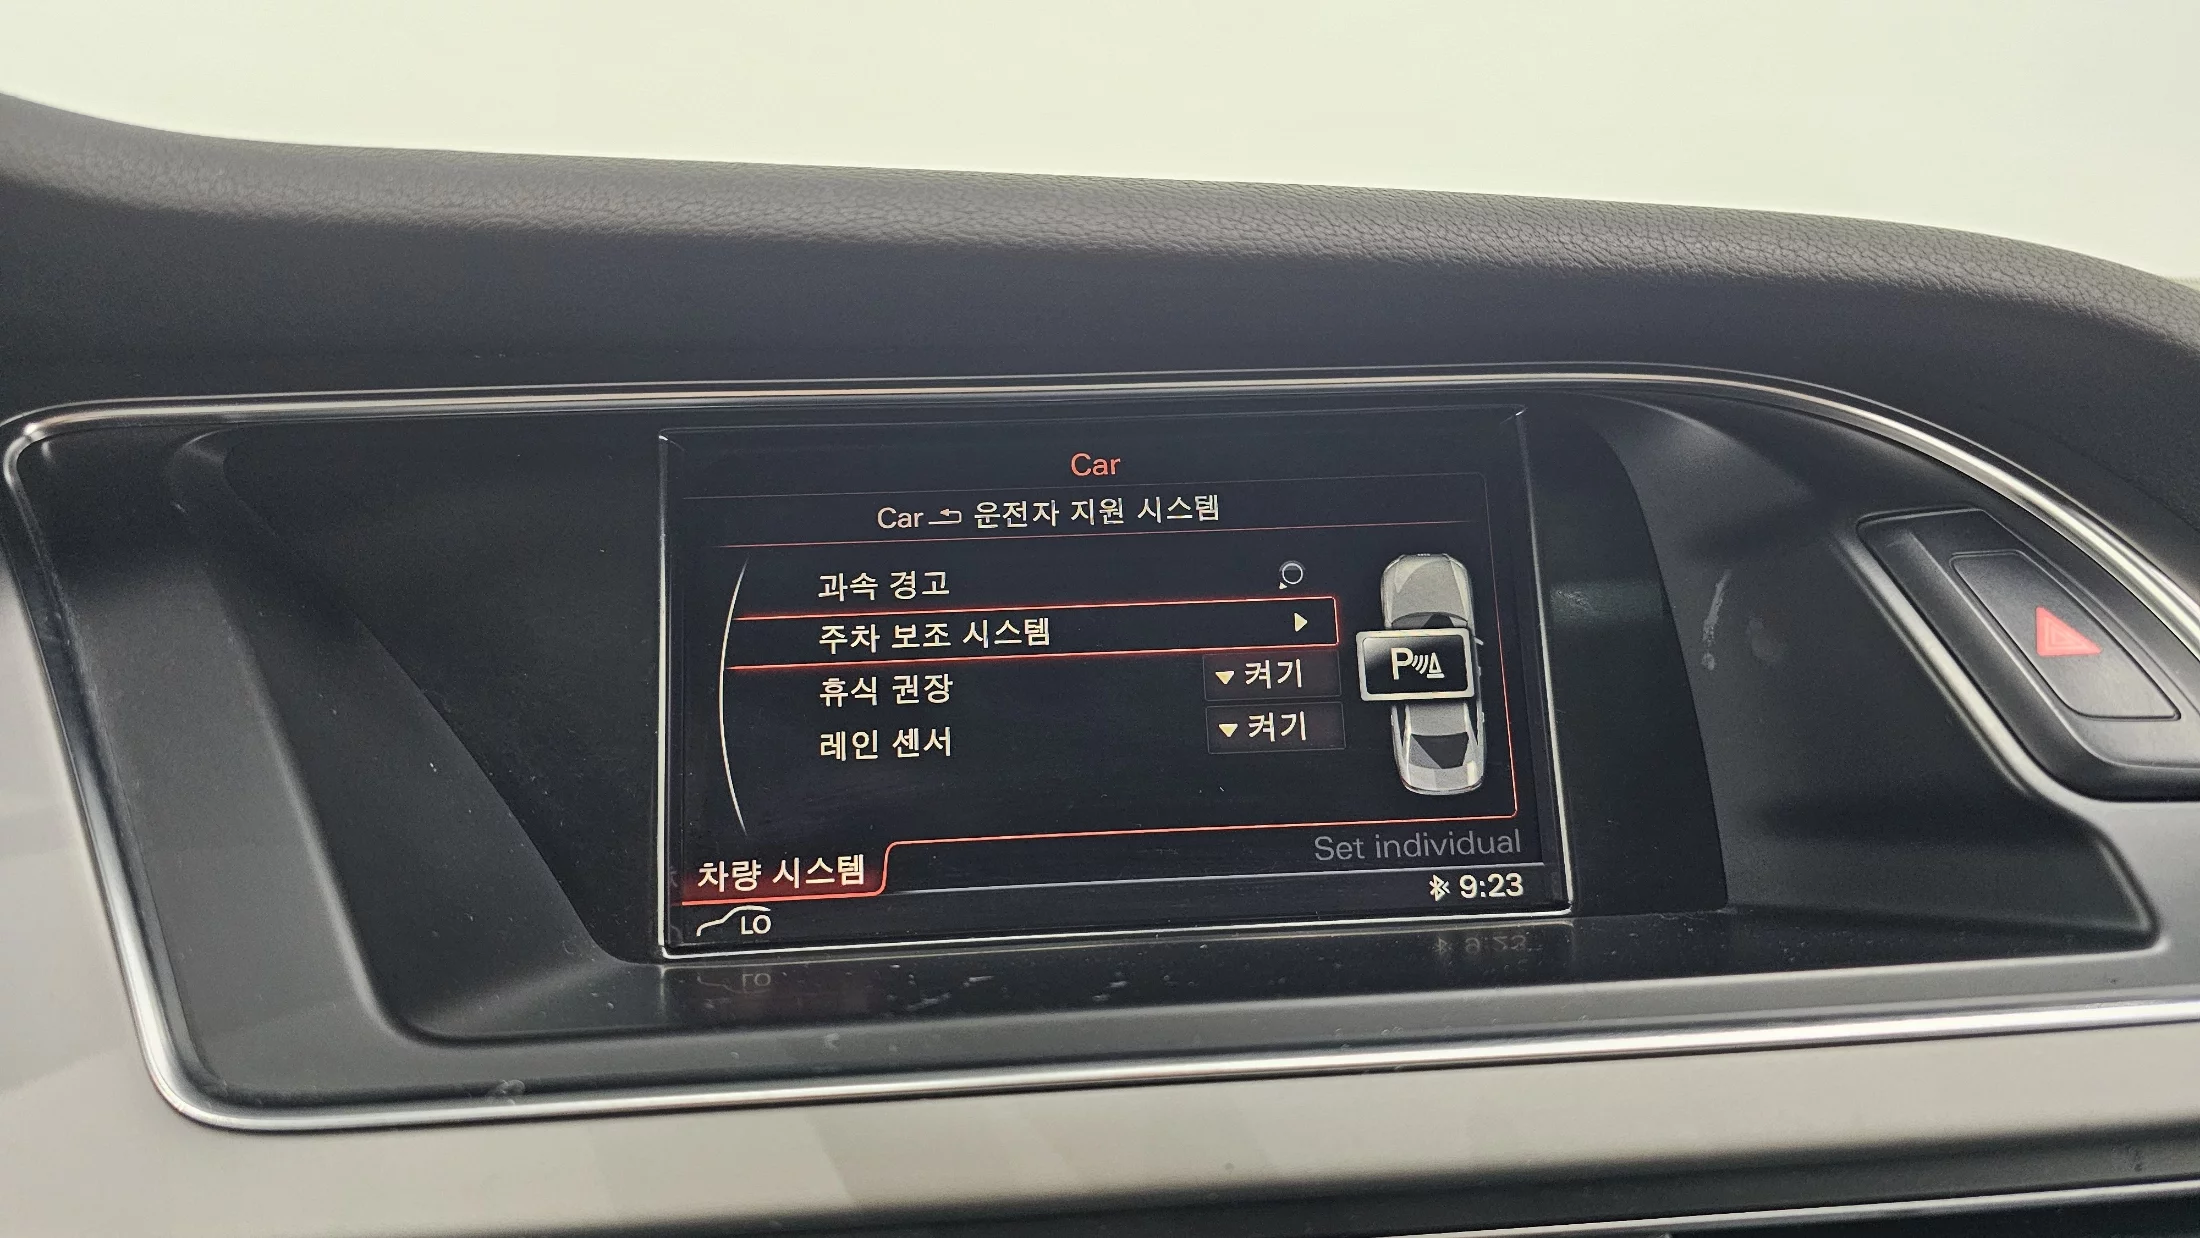 Car
Car 운전자 지원 시스템
과속 경고
주차 보조 시스템
휴식 권장 켜기
레인 센서 켜기
P
Set individual
차량 시스템
9:23
LO